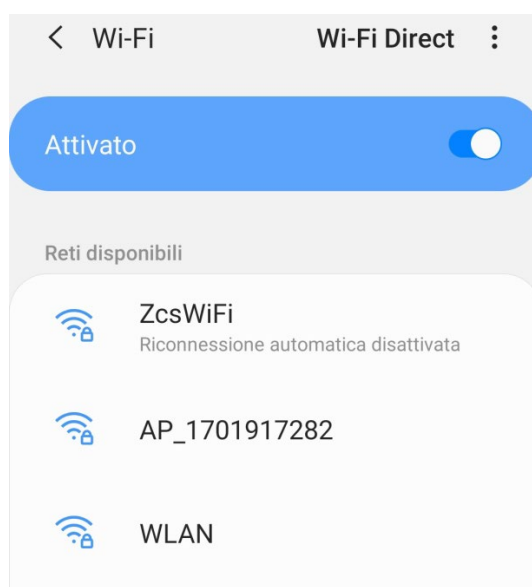 Wi-Fi Wi-Fi Direct
Attivato
Reti disponibili
ZcsWiFi
Riconnessione automatica disattivata
AP_1701917282
WLAN